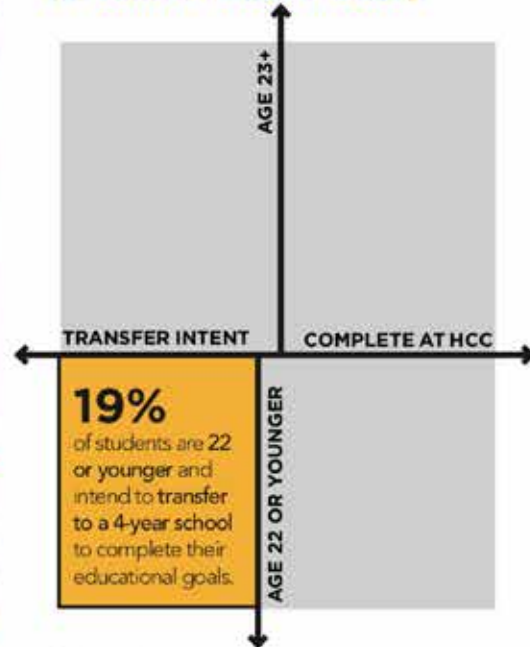 AGE 23+
TRANSFER INTENT
COMPLETE AT HCC
19%
of students are 22
or younger and
intend to transfer
to a 4-year school
to complete their
educational goals.
AGE 22 OR YOUNGER